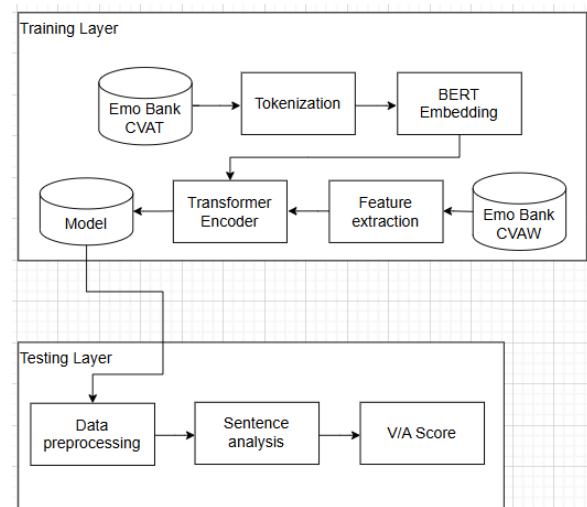 Training Layer
Emo Bank
CVAT
Tokenization
BERT
Embedding
Model
Transformer
Encoder
Feature
extraction
Emo Bank
CVAW
Testing Layer
Data
preprocessing
Sentence
analysis
V/A Score